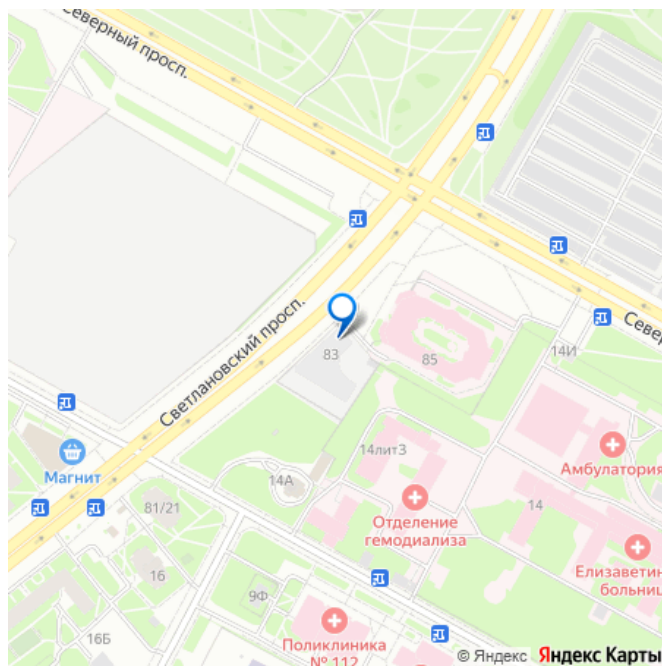 Северный просп.
Светлановский просп.
Север
83
85
14И
14литЗ
Амбулатория
14А
14
Магнит
81/21
Отделение
гемодиализа
16
9Ф
Елизаветин
больниц
16Б
Поликлиника
№ 112
© Яндекс Яндекс Карты